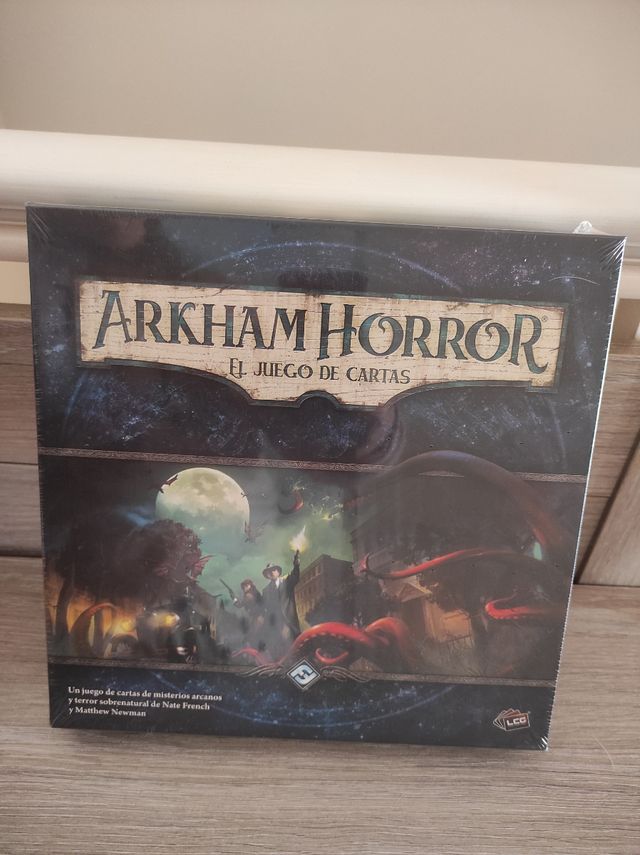 ARKHAM HORROR®
EL JUEGO DE CARTAS
Un juego de cartas de misterios arcanos
y terror sobrenatural de Nate French
y Matthew Newman
LCG